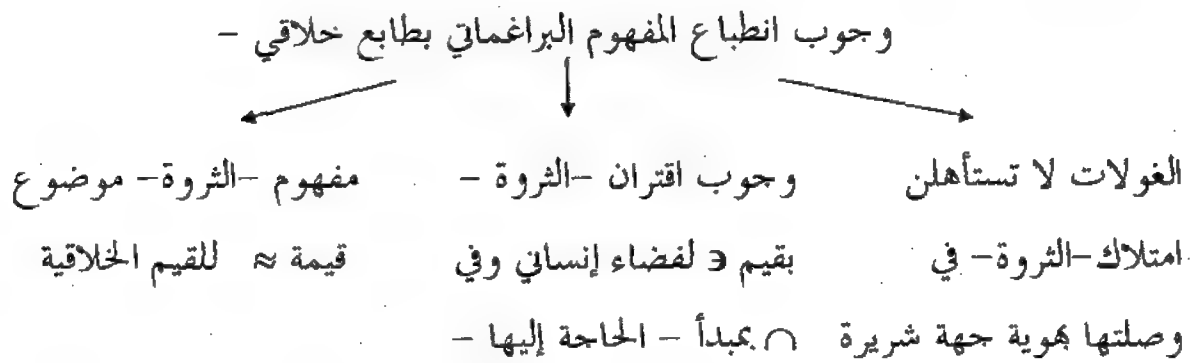 وجوب انطباع المفهوم البراغماتي بطابع خلاقي –
الغولات لا تستأهلن
امتلاك –الثروة– في
وصلتها بهوية جهة شريرة
وجوب اقتران –الثروة –
بقيم ∍ لفضاء إنساني وفي
∩ بمبدأ – الحاجة إليها –
مفهوم –الثروة– موضوع
قيمة ≈ للقيم الخلاقية